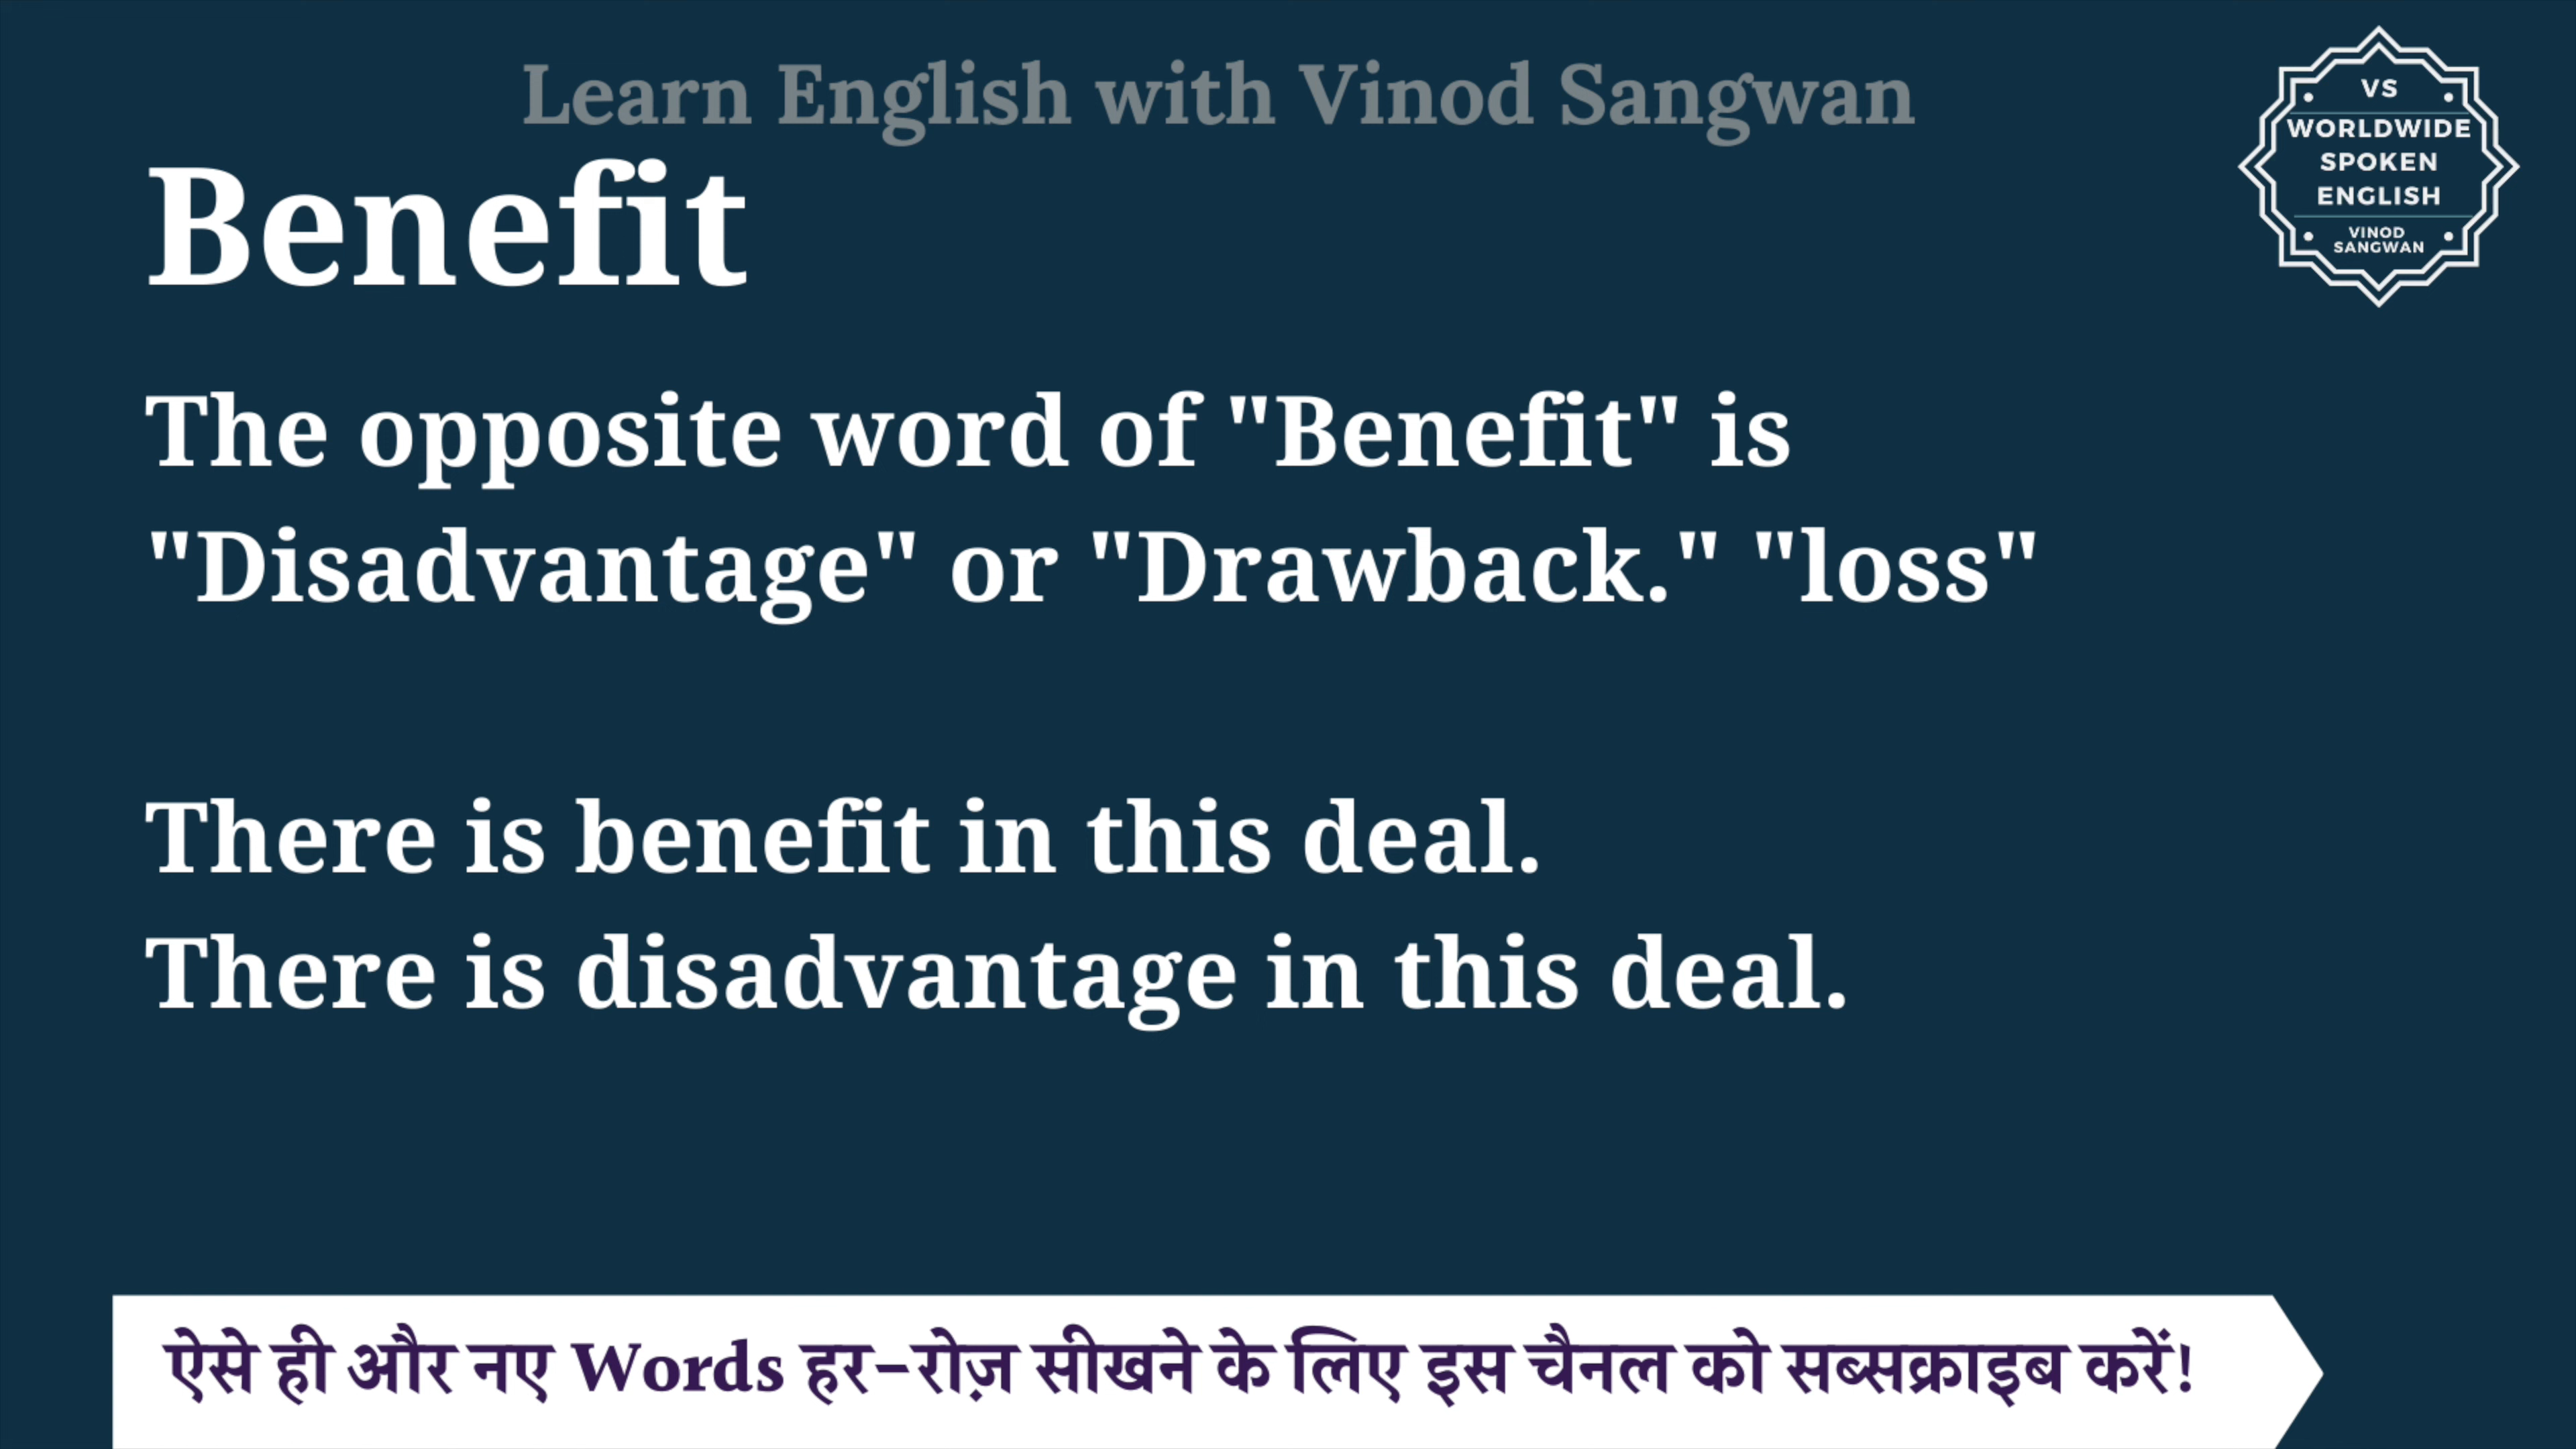 Learn English with Vinod Sangwan
VS
WORLDWIDE
SPOKEN
ENGLISH
VINOD
SANGWAN
Benefit
The opposite word of "Benefit" is
"Disadvantage" or "Drawback." "loss"
There is benefit in this deal.
There is disadvantage in this deal.
ऐसे ही और नए Words हर-रोज़ सीखने के लिए इस चैनल को सब्सक्राइब करें!